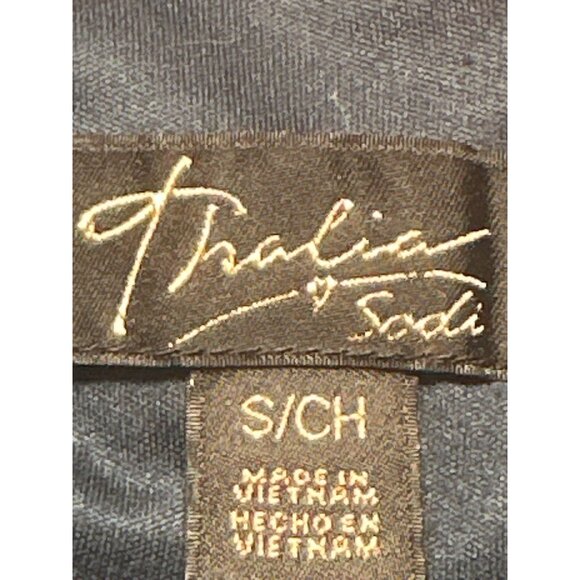 Thalia
Sodi
S/CH
MADE IN
VIETNAM
HECHO EN
VIETNAM